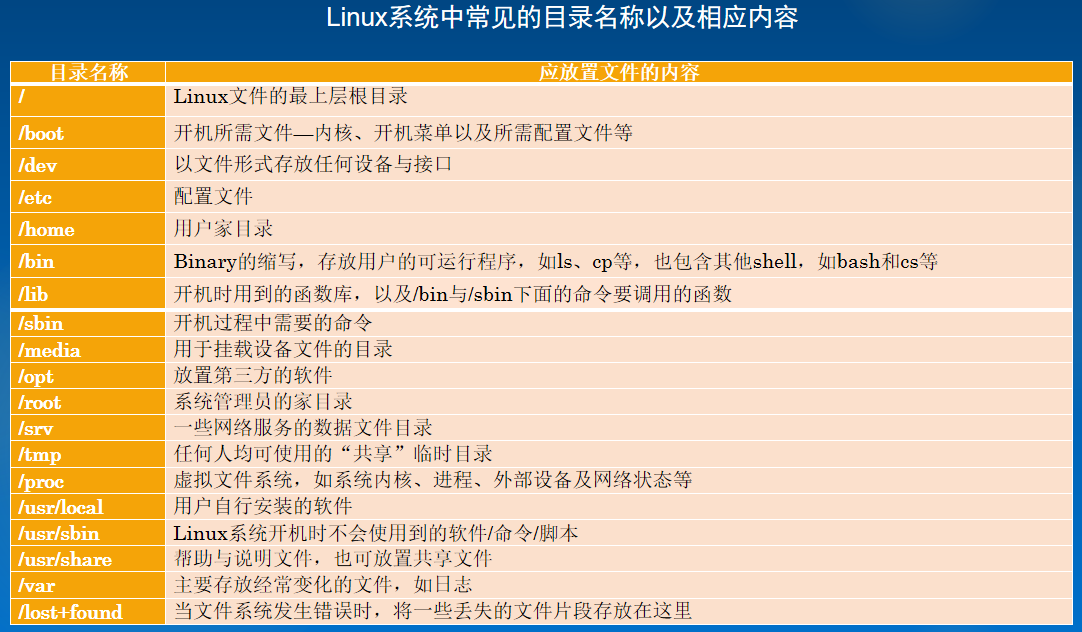 Linux系统中常见的目录名称以及相应内容
目录名称 应放置文件的内容
/ Linux文件的最上层根目录
/boot 开机所需文件—内核、开机菜单以及所需配置文件等
/dev 以文件形式存放任何设备与接口
/etc 配置文件
/home 用户家目录
/bin Binary的缩写，存放用户的可运行程序，如ls、cp等，也包含其他shell，如bash和cs等
/lib 开机时用到的函数库，以及/bin与/sbin下面的命令要调用的函数
/sbin 开机过程中需要的命令
/media 用于挂载设备文件的目录
/opt 放置第三方的软件
/root 系统管理员的家目录
/srv 一些网络服务的数据文件目录
/tmp 任何人均可使用的“共享”临时目录
/proc 虚拟文件系统，如系统内核、进程、外部设备及网络状态等
/usr/local 用户自行安装的软件
/usr/sbin Linux系统开机时不会使用到的软件/命令/脚本
/usr/share 帮助与说明文件，也可放置共享文件
/var 主要存放经常变化的文件，如日志
/lost+found 当文件系统发生错误时，将一些丢失的文件片段存放在这里